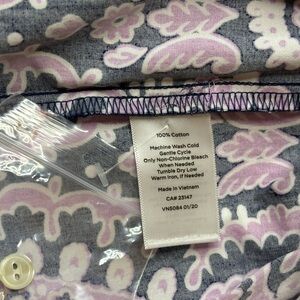 100% Cotton
Machine Wash Cold
Gentle Cycle
Only Non-Chlorine Bleach
When Needed
Tumble Dry Low
Warm Iron, if Needed
Made in Vietnam
CA# 23147
VN5084 01/20